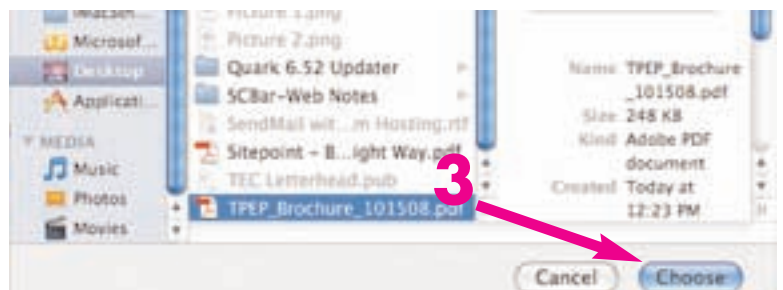 Microsof...
Desktop
Applicati...
MEDIA
Music
Photos
Movies
Picture 1.png
Picture 2.png
Quark 6.52 Updater
SCBar-Web Notes
SendMail wit...m Hosting.rtf
Sitepoint - B...ight Way.pdf
TEC Letterhead.pub
TPEP_Brochure_101508.pdf
3
Name TPEP_Brochure
_101508.pdf
Size 248 KB
Kind Adobe PDF
document
Created Today at
12:23 PM
Cancel
Choose